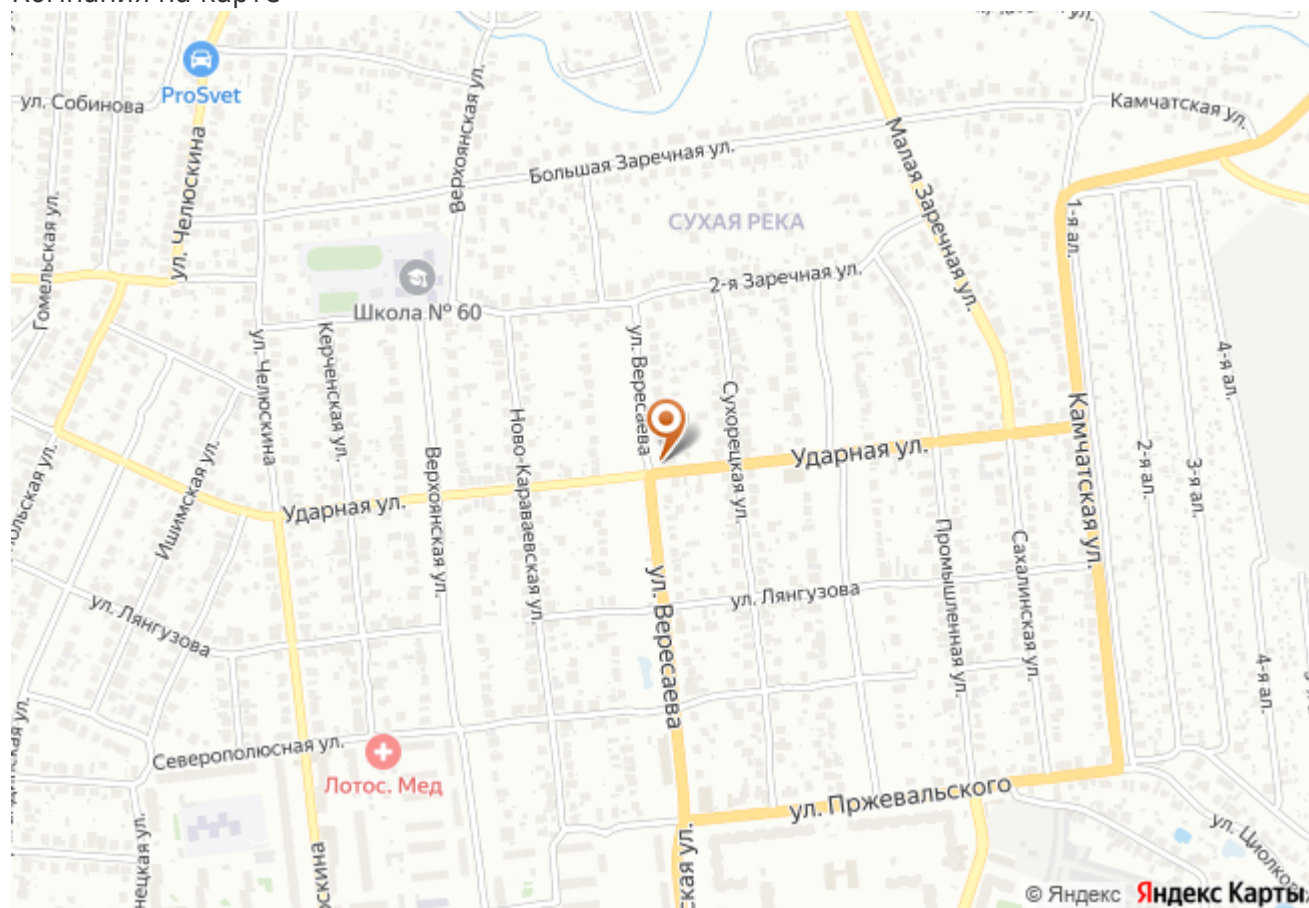 ProSvet
ул. Собинова
ул. Челюскина
Верхоянская ул.
Большая Заречная ул.
Малая Заречная ул.
Камчатская ул.
Гомельская ул.
СУХАЯ РЕКА
1-я ал.
2-я Заречная ул.
Школа № 60
ул. Челюскина
Керченская ул.
ул. Вересаева
Сухорецкая ул.
4-я ал.
Ишимская ул.
Верхоянская ул.
Ново-Караваевская ул.
Ударная ул.
Камчатская ул.
2-я ал.
3-я ал.
Ударная ул.
Промышленная ул.
Сахалинская ул.
ул. Лянгузова
ул. Вересаева
ул. Лянгузова
4-я ал.
Северополюсная ул.
Лотос. Мед
ул. Пржевальского
© Яндекс Яндекс Карты